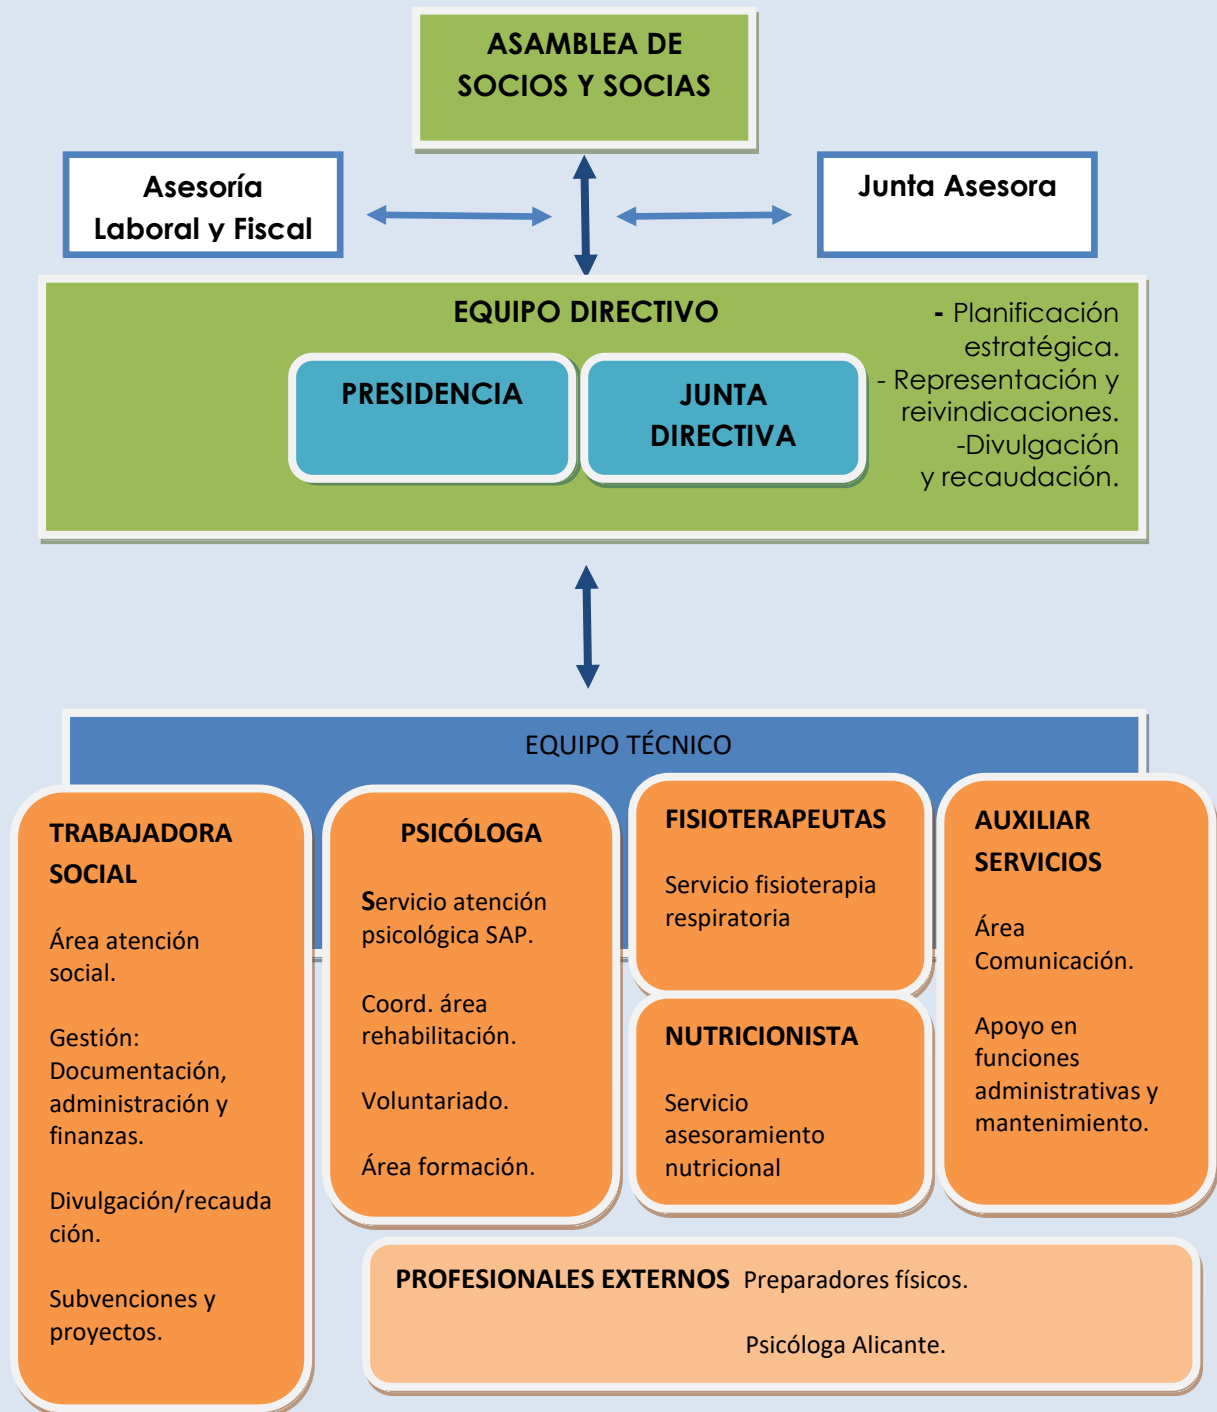 ASAMBLEA DE
SOCIOS Y SOCIAS
Asesoría
Laboral y Fiscal
Junta Asesora
EQUIPO DIRECTIVO
PRESIDENCIA
JUNTA
DIRECTIVA
- Planificación
estratégica.
- Representación y
reivindicaciones.
-Divulgación
y recaudación.
EQUIPO TÉCNICO
TRABAJADORA
SOCIAL
Área atención
social.
Gestión:
Documentación,
administración y
finanzas.
Divulgación/recauda
ción.
Subvenciones y
proyectos.
PSICÓLOGA
Servicio atención
psicológica SAP.
Coord. área
rehabilitación.
Voluntariado.
Área formación.
FISIOTERAPEUTAS
Servicio fisioterapia
respiratoria
NUTRICIONISTA
Servicio
asesoramiento
nutricional
AUXILIAR
SERVICIOS
Área
Comunicación.
Apoyo en
funciones
administrativas y
mantenimiento.
PROFESIONALES EXTERNOS Preparadores físicos.
Psicóloga Alicante.